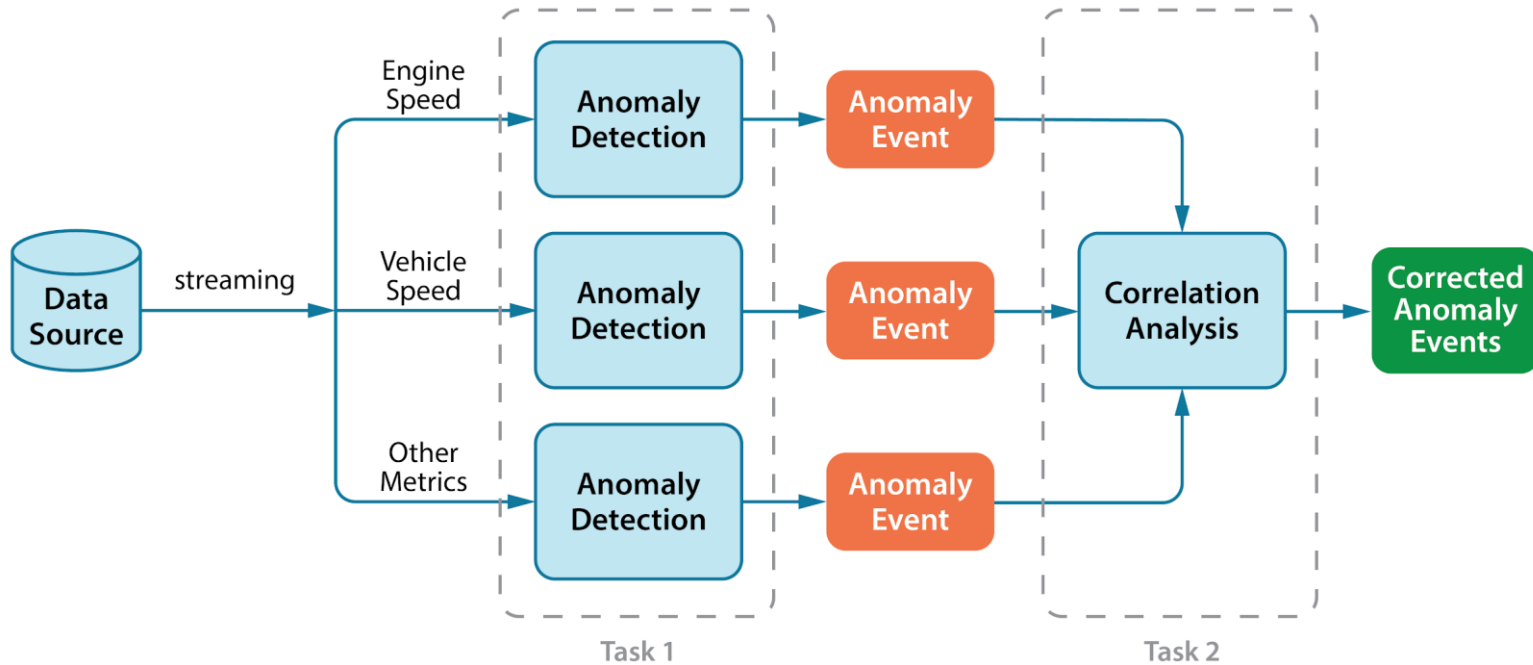 Engine
Speed
Anomaly
Detection
Anomaly
Event
Data
Source
streaming
Vehicle
Speed
Anomaly
Detection
Anomaly
Event
Correlation
Analysis
Corrected
Anomaly
Events
Other
Metrics
Anomaly
Detection
Anomaly
Event
Task 1
Task 2